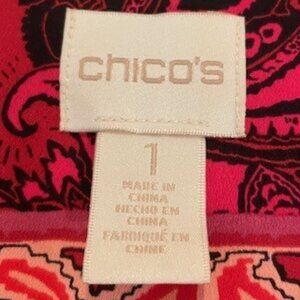 chico's
1
MADE IN
CHINA
HECHO EN
CHINA
FABRIQUÉ EN
CHINE